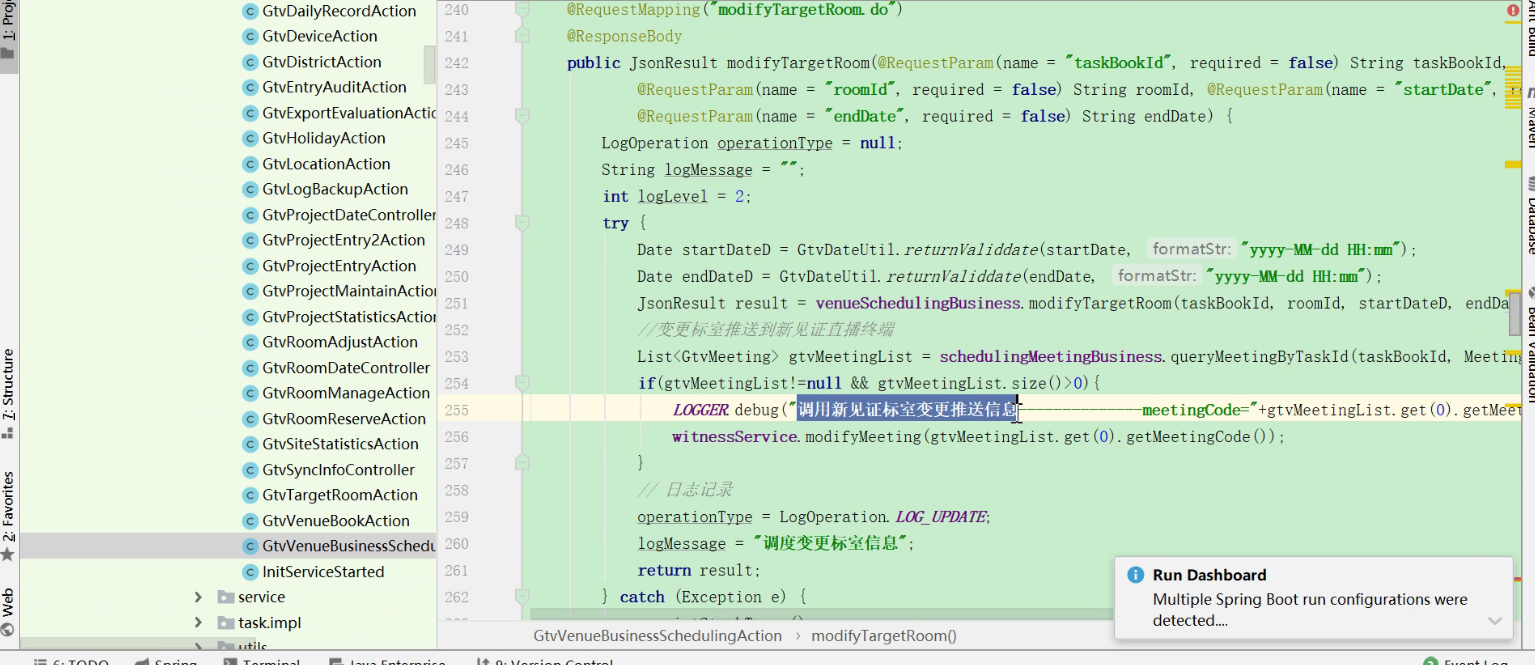 1: Proj
7: Structure
2: Favorites
Web
GtvDailyRecordAction
GtvDeviceAction
GtvDistrictAction
GtvEntryAuditAction
GtvExportEvaluationActio
GtvHolidayAction
GtvLocationAction
GtvLogBackupAction
GtvProjectDateController
GtvProjectEntry2Action
GtvProjectEntryAction
GtvProjectMaintainAction
GtvProjectStatisticsAction
GtvRoomAdjustAction
GtvRoomDateController
GtvRoomManageAction
GtvRoomReserveAction
GtvSiteStatisticsAction
GtvSyncInfoController
GtvTargetRoomAction
GtvVenueBookAction
GtvVenueBusinessSchedu
InitServiceStarted
service
task.impl
utils
240 @RequestMapping("modifyTargetRoom.do")
241 @ResponseBody
242 public JsonResult modifyTargetRoom(@RequestParam(name = "taskBookId", required = false) String taskBookId,
243 @RequestParam(name = "roomId", required = false) String roomId, @RequestParam(name = "startDate",
244 @RequestParam(name = "endDate", required = false) String endDate) {
245 LogOperation operationType = null;
246 String logMessage = "";
247 int logLevel = 2;
248 try {
249 Date startDateD = GtvDateUtil.returnValiddate(startDate, formatStr: "yyyy-MM-dd HH:mm");
250 Date endDateD = GtvDateUtil.returnValiddate(endDate, formatStr: "yyyy-MM-dd HH:mm");
251 JsonResult result = venueSchedulingBusiness.modifyTargetRoom(taskBookId, roomId, startDateD, endDa
252 //变更标室推送到新见证直播终端
253 List<GtvMeeting> gtvMeetingList = schedulingMeetingBusiness.queryMeetingByTaskId(taskBookId, Meeting
254 if(gtvMeetingList!=null && gtvMeetingList.size()>0){
255 LOGGER.debug("调用新见证标室变更推送信息--------------meetingCode="+gtvMeetingList.get(0).getMeet
256 witnessService.modifyMeeting(gtvMeetingList.get(0).getMeetingCode());
257 }
258 // 日志记录
259 operationType = LogOperation.LOG_UPDATE;
260 logMessage = "调度变更标室信息";
261 return result;
262 } catch (Exception e) {
GtvVenueBusinessSchedulingAction › modifyTargetRoom()
Run Dashboard
Multiple Spring Boot run configurations were
detected....
Ant Build
Maven
Database
Bean Validation
6: TODO
Spring
Terminal
Java Enterprise
9: Version Control
2 Event Log